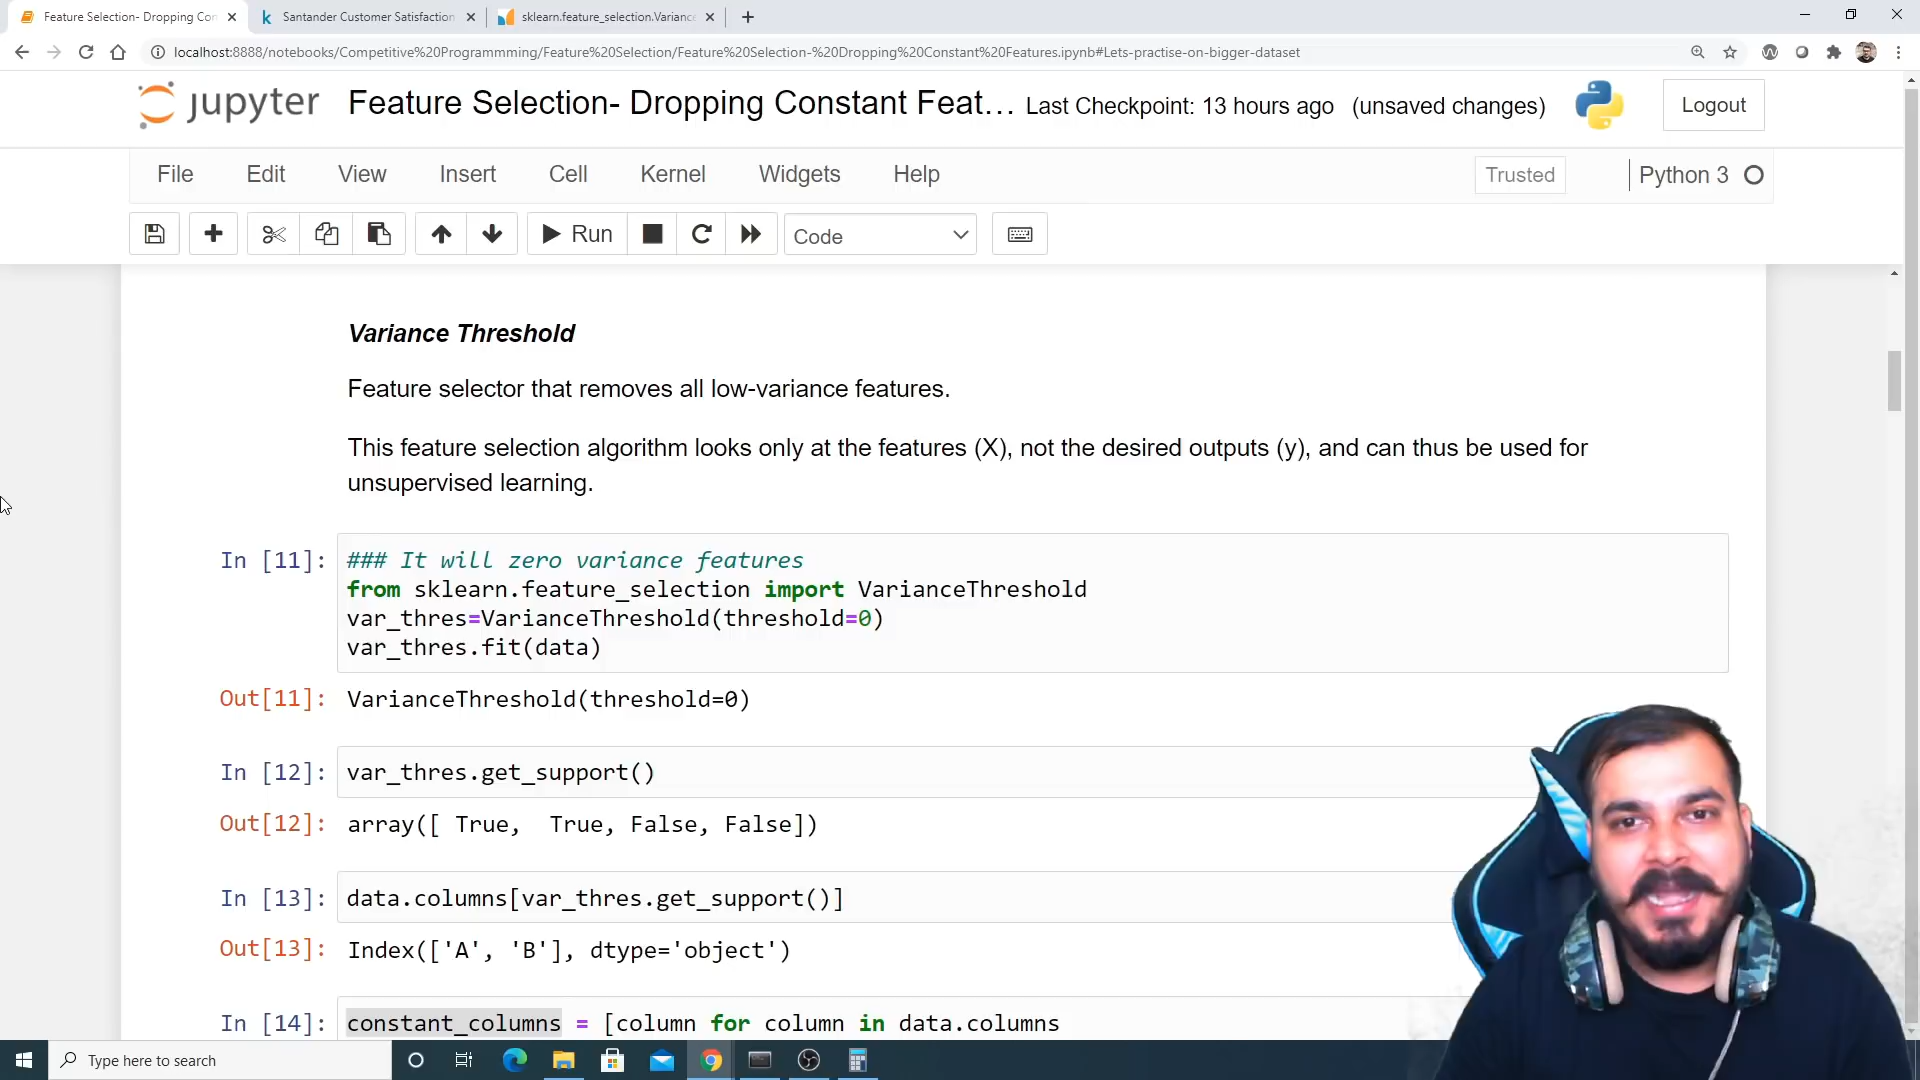 Feature Selection- Dropping Con
Santander Customer Satisfaction
sklearn.feature_selection.Varianc
localhost:8888/notebooks/Competitive%20Programmming/Feature%20Selection/Feature%20Selection-%20Dropping%20Constant%20Features.ipynb#Lets-practise-on-bigger-dataset
jupyter Feature Selection- Dropping Constant Feat... Last Checkpoint: 13 hours ago (unsaved changes) Logout
File Edit View Insert Cell Kernel Widgets Help Trusted Python 3
Run Code
Variance Threshold
Feature selector that removes all low-variance features.
This feature selection algorithm looks only at the features (X), not the desired outputs (y), and can thus be used for
unsupervised learning.
In [11]: ### It will zero variance features
from sklearn.feature_selection import VarianceThreshold
var_thres=VarianceThreshold(threshold=0)
var_thres.fit(data)
Out[11]: VarianceThreshold(threshold=0)
In [12]: var_thres.get_support()
Out[12]: array([ True,  True, False, False])
In [13]: data.columns[var_thres.get_support()]
Out[13]: Index(['A', 'B'], dtype='object')
In [14]: constant_columns = [column for column in data.columns
Type here to search